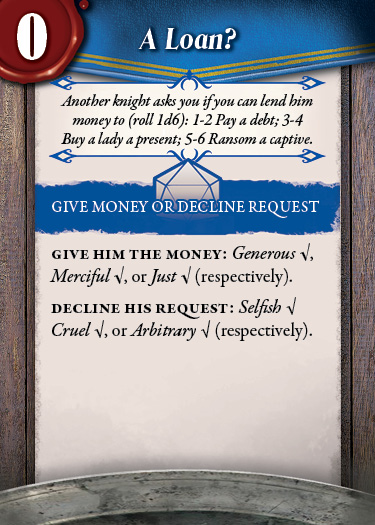 0
A Loan?
Another knight asks you if you can lend him
money to (roll 1d6): 1-2 Pay a debt; 3-4
Buy a lady a present; 5-6 Ransom a captive.
GIVE MONEY OR DECLINE REQUEST
GIVE HIM THE MONEY: Generous √,
Merciful √, or Just √ (respectively).
DECLINE HIS REQUEST: Selfish √
Cruel √, or Arbitrary √ (respectively).